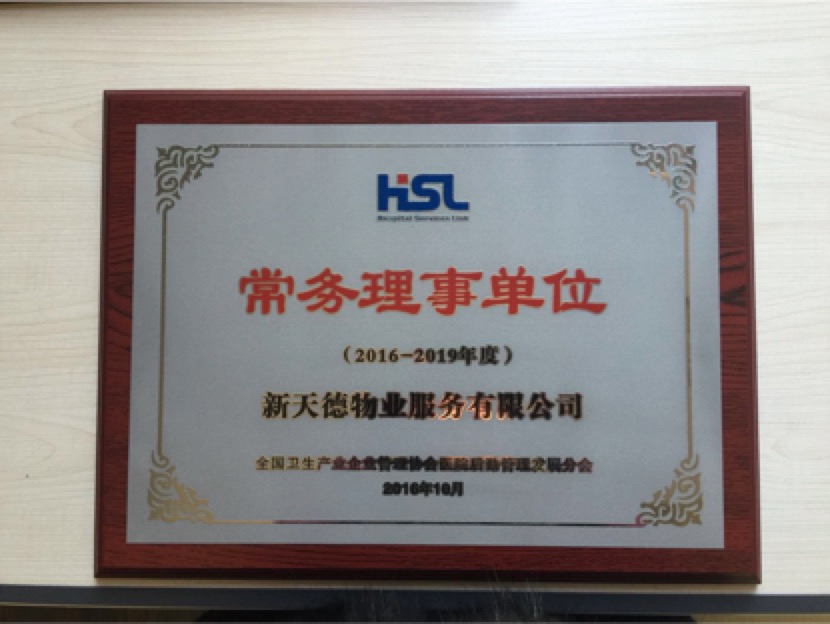 HSL
Hospital Services Link
常务理事单位
（2016-2019年度）
新天德物业服务有限公司
全国卫生产业企业管理协会医院后勤管理发展分会
2016年10月